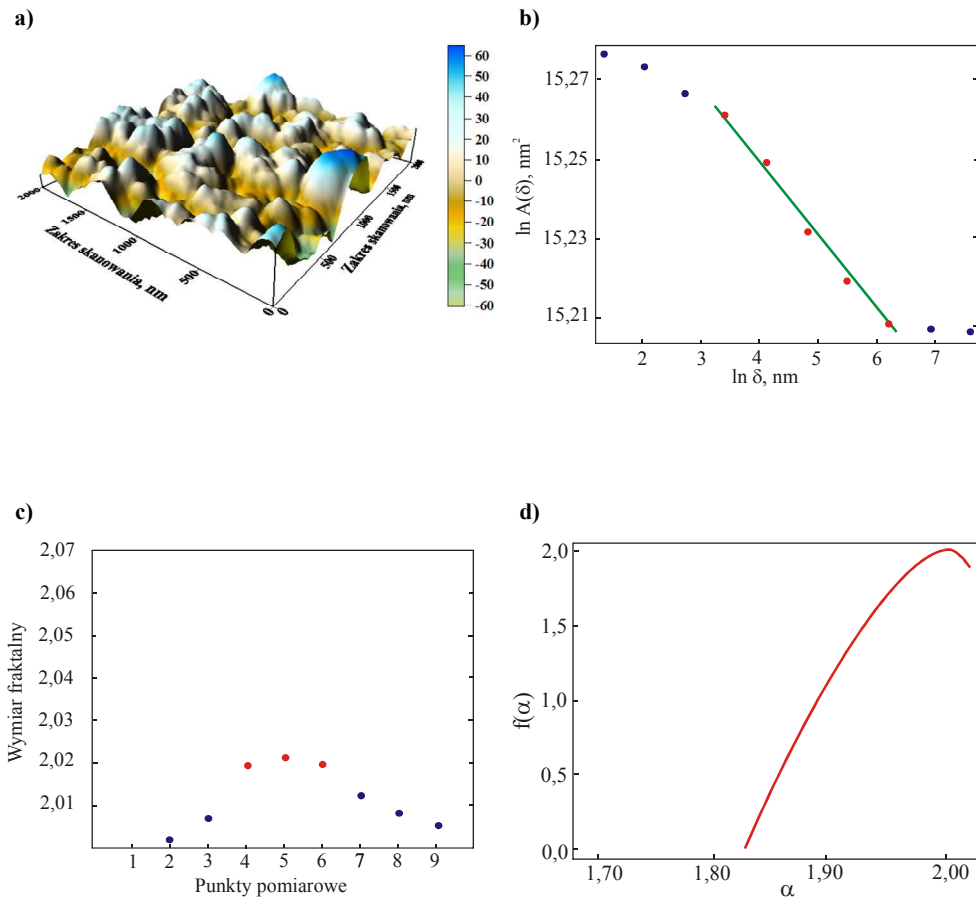 a)
60
50
40
30
20
10
0
-10
-20
-30
-40
-50
-60
2000
1500
1000
500
0
Zakres skanowania, nm
0
500
1000
1500
Zakres skanowania, nm
b)
15,27
15,25
15,23
15,21
ln A(δ), nm²
2 3 4 5 6 7
ln δ, nm
c)
2,07
2,06
2,05
2,04
2,03
2,02
2,01
Wymiar fraktalny
1 2 3 4 5 6 7 8 9
Punkty pomiarowe
d)
2,0
1,5
1,0
0,5
0,0
f(α)
1,70 1,80 1,90 2,00
α